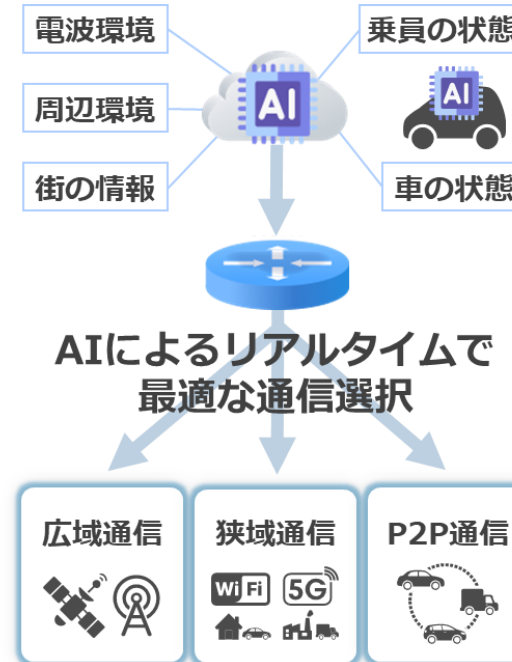 電波環境
乗員の状態
AI
AI
周辺環境
街の情報
車の状態
AIによるリアルタイムで
最適な通信選択
広域通信
狭域通信
P2P通信
Wi Fi
5G